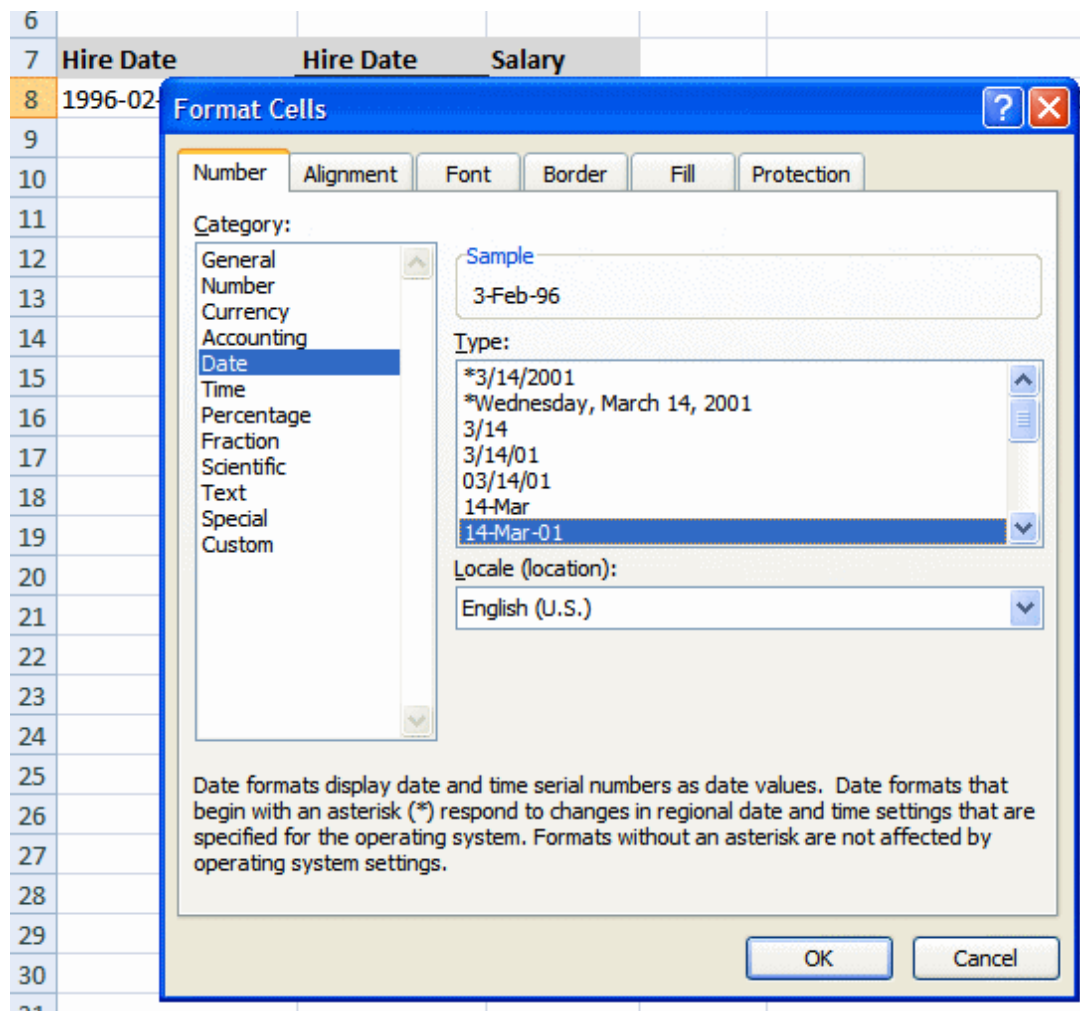 6
7 Hire Date Hire Date Salary
8 1996-02-
Format Cells
9
Number Alignment Font Border Fill Protection
10
11
Category:
12
General
Number
Currency
Accounting
Date
Time
Percentage
Fraction
Scientific
Text
Special
Custom
Sample
3-Feb-96
Type:
*3/14/2001
*Wednesday, March 14, 2001
3/14
3/14/01
03/14/01
14-Mar
14-Mar-01
Locale (location):
English (U.S.)
13
14
15
16
17
18
19
20
21
22
23
24
25
26
27
28
29
30
Date formats display date and time serial numbers as date values. Date formats that
begin with an asterisk (*) respond to changes in regional date and time settings that are
specified for the operating system. Formats without an asterisk are not affected by
operating system settings.
OK Cancel